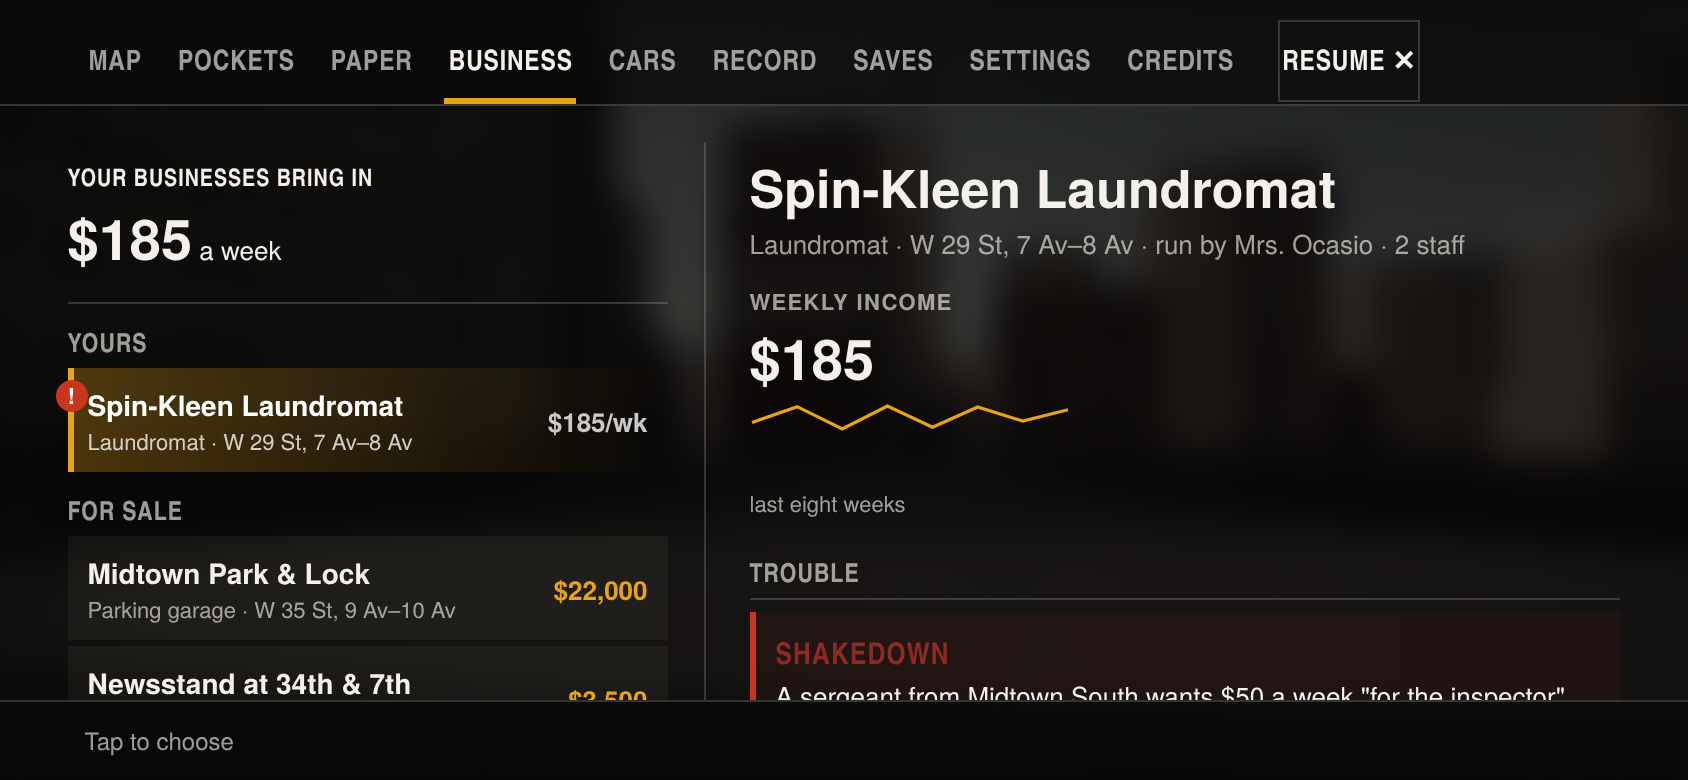 MAP POCKETS PAPER BUSINESS CARS RECORD SAVES SETTINGS CREDITS RESUME ✕
YOUR BUSINESSES BRING IN
$185 a week
YOURS
!
Spin-Kleen Laundromat
Laundromat · W 29 St, 7 Av–8 Av
$185/wk
FOR SALE
Midtown Park & Lock
Parking garage · W 35 St, 9 Av–10 Av
$22,000
Newsstand at 34th & 7th
$3,500
Spin-Kleen Laundromat
Laundromat · W 29 St, 7 Av–8 Av · run by Mrs. Ocasio · 2 staff
WEEKLY INCOME
$185
last eight weeks
TROUBLE
SHAKEDOWN
A sergeant from Midtown South wants $50 a week "for the inspector"
Tap to choose